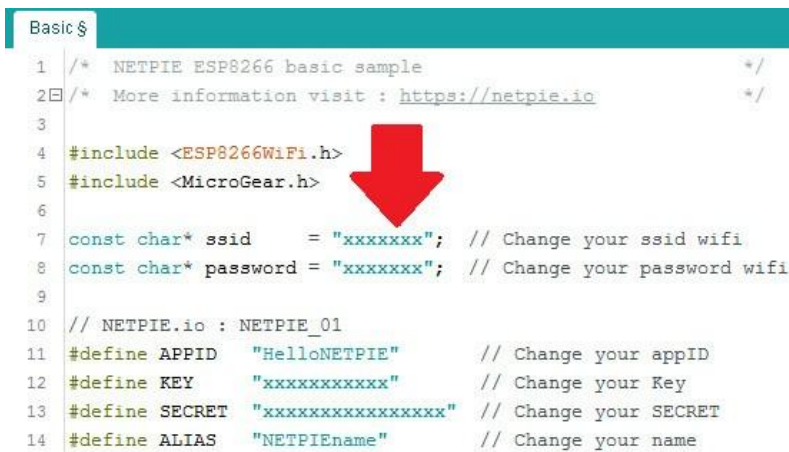 Basic §
1 /* NETPIE ESP8266 basic sample */
2 /* More information visit : https://netpie.io */
3
4 #include <ESP8266WiFi.h>
5 #include <MicroGear.h>
6
7 const char* ssid = "xxxxxxx"; // Change your ssid wifi
8 const char* password = "xxxxxxx"; // Change your password wifi
9
10 // NETPIE.io : NETPIE_01
11 #define APPID "HelloNETPIE" // Change your appID
12 #define KEY "xxxxxxxxxxx" // Change your Key
13 #define SECRET "xxxxxxxxxxxxxxxx" // Change your SECRET
14 #define ALIAS "NETPIEname" // Change your name